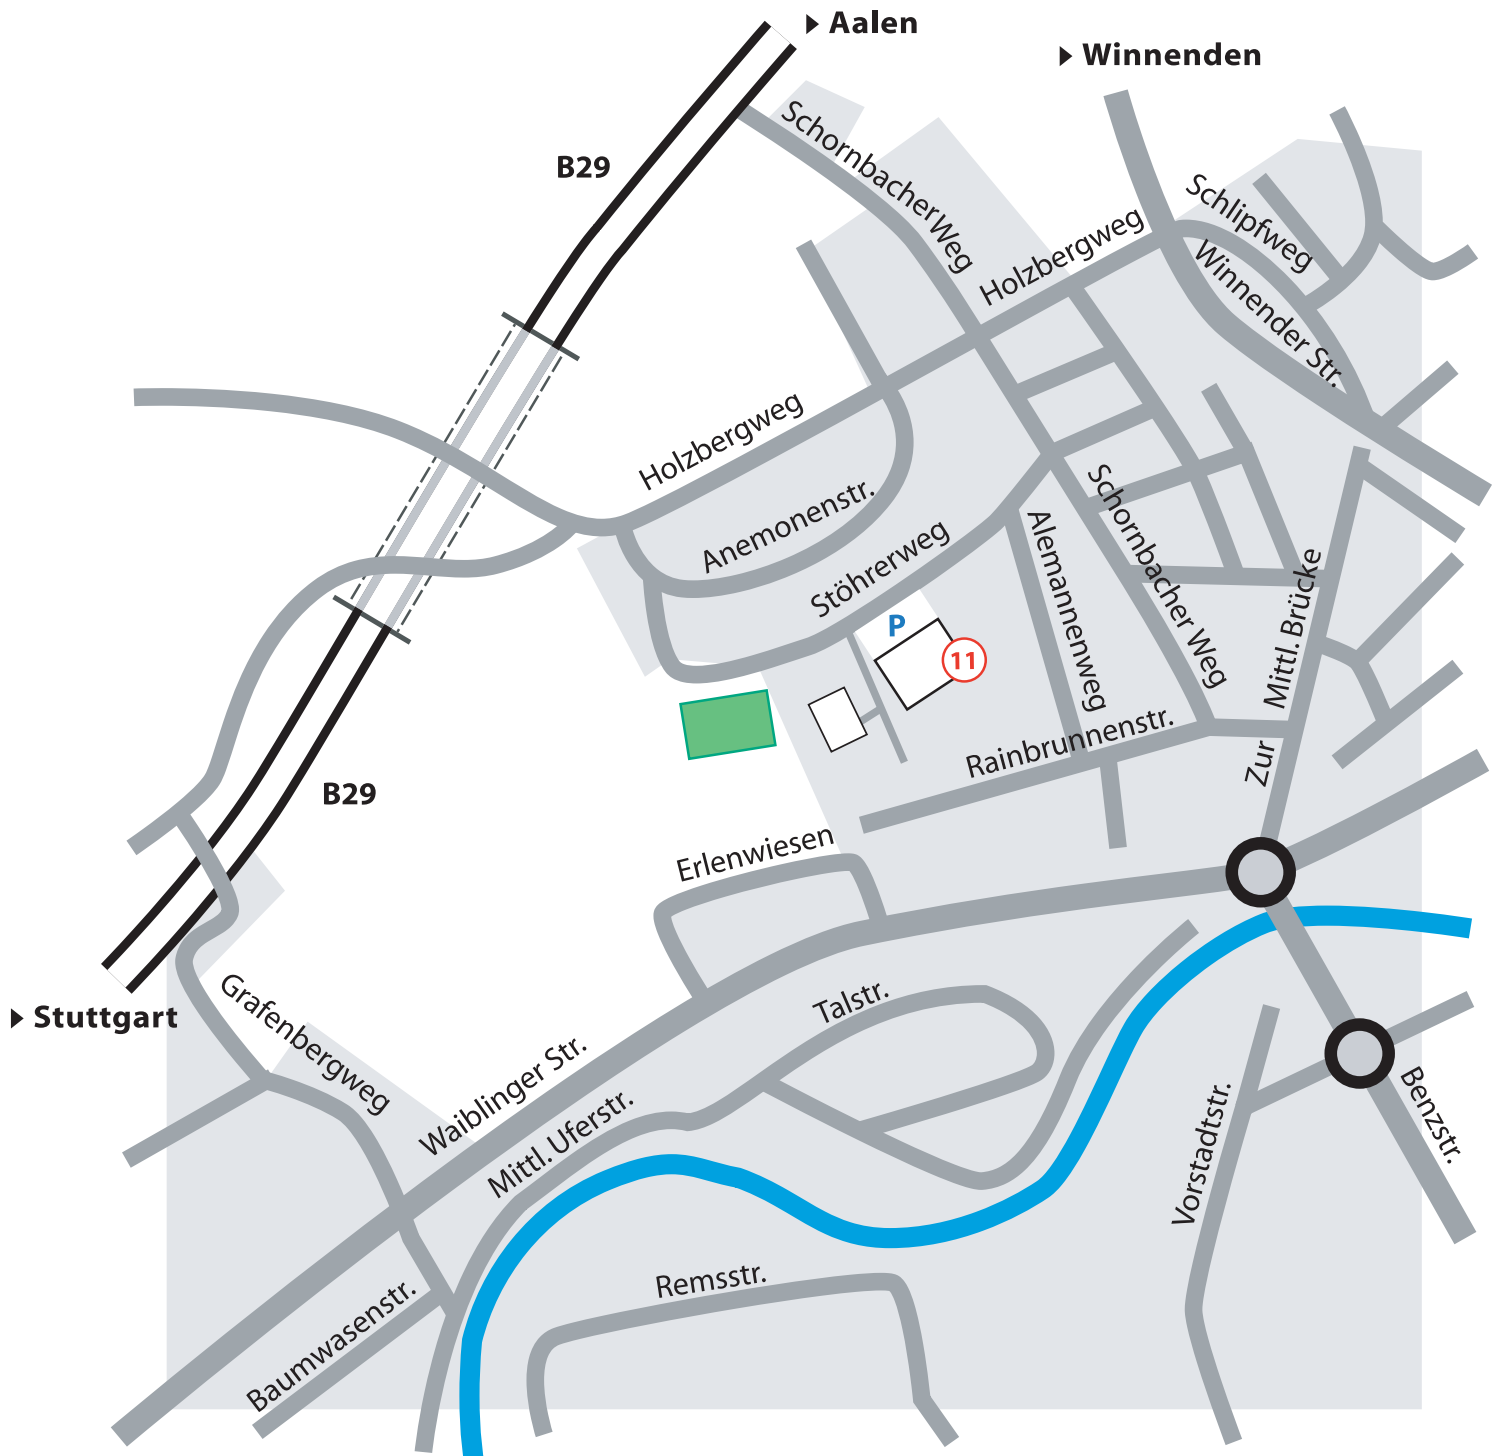 Aalen
Winnenden
B29
SchornbacherWeg
Schlipfweg
Holzbergweg
Winnender Str.
Holzbergweg
Anemonenstr.
Schornbacher Weg
Stöhrerweg
Alemannenweg
P
11
Zur Mittl. Brücke
Rainbrunnenstr.
B29
Erlenwiesen
Stuttgart
Grafenbergweg
Talstr.
Waiblinger Str.
Mittl. Uferstr.
Benzstr.
Vorstadtstr.
Remsstr.
Baumwasenstr.